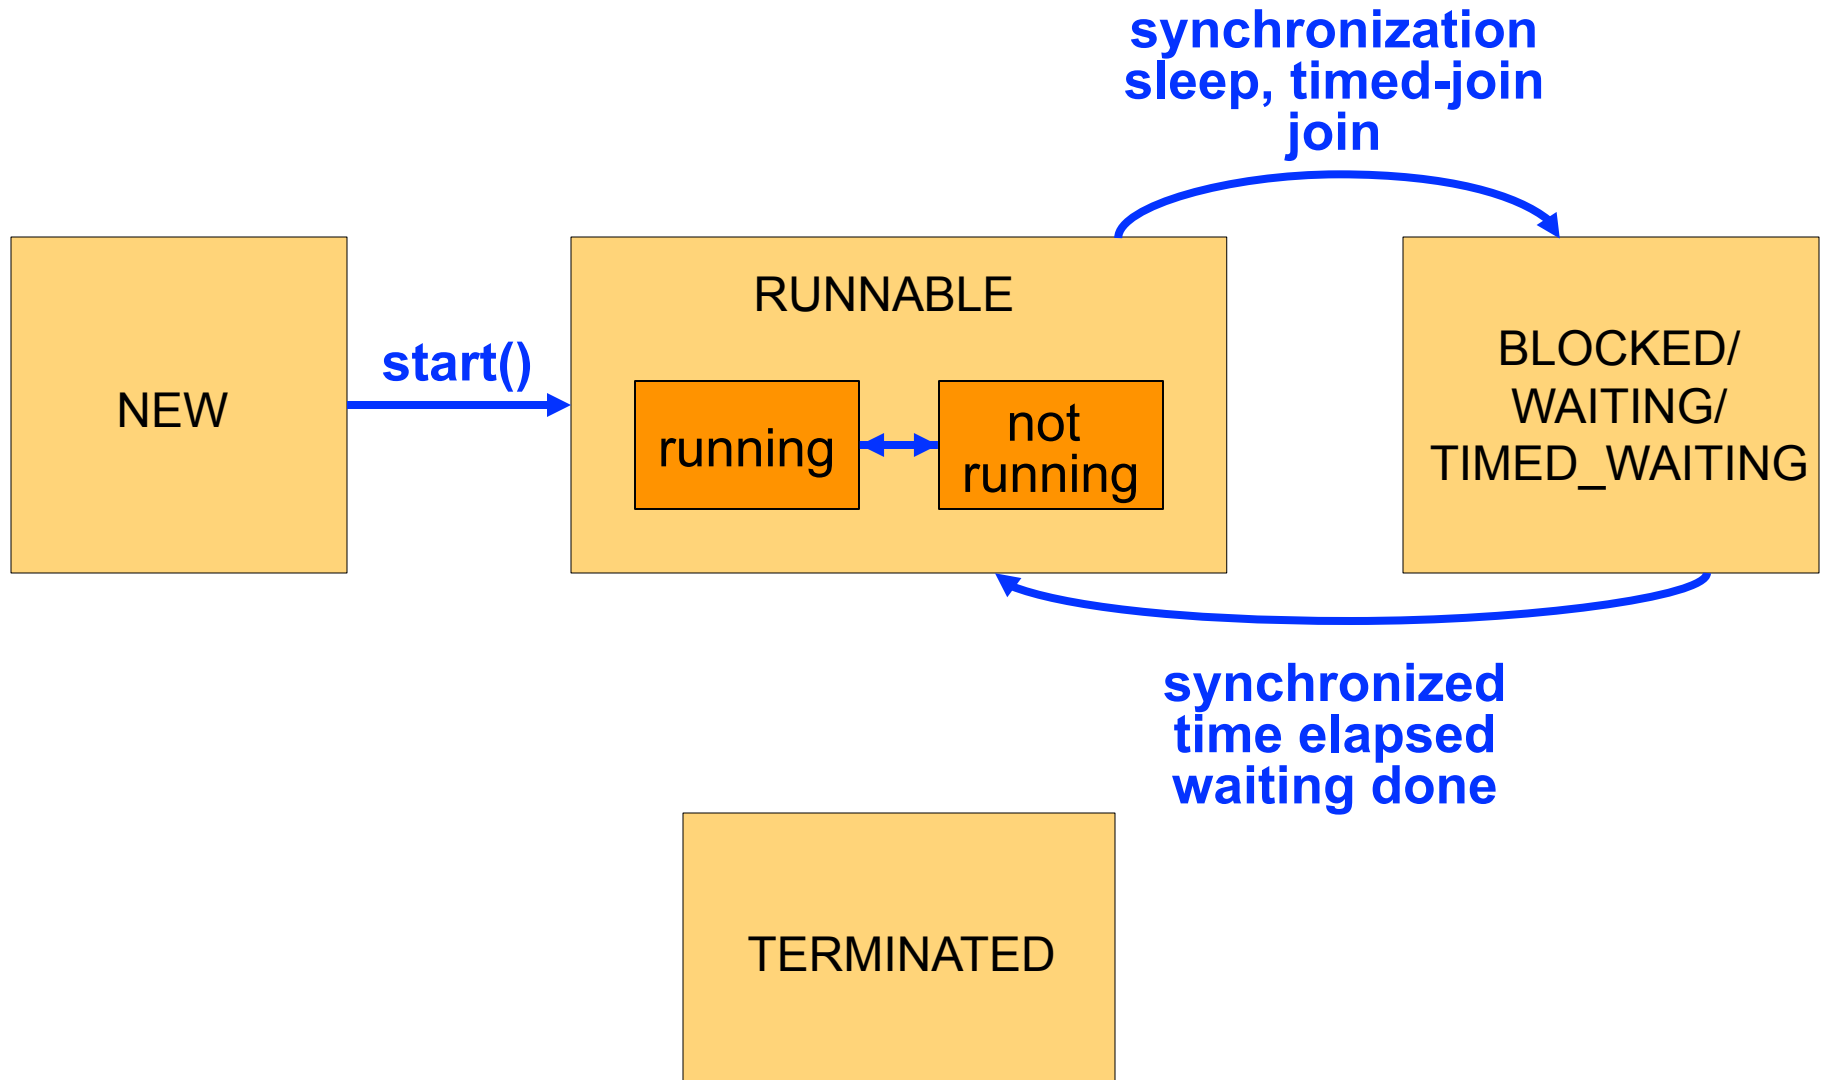 synchronization
sleep, timed-join
join
NEW
start()
RUNNABLE
running
not
running
BLOCKED/
WAITING/
TIMED_WAITING
synchronized
time elapsed
waiting done
TERMINATED